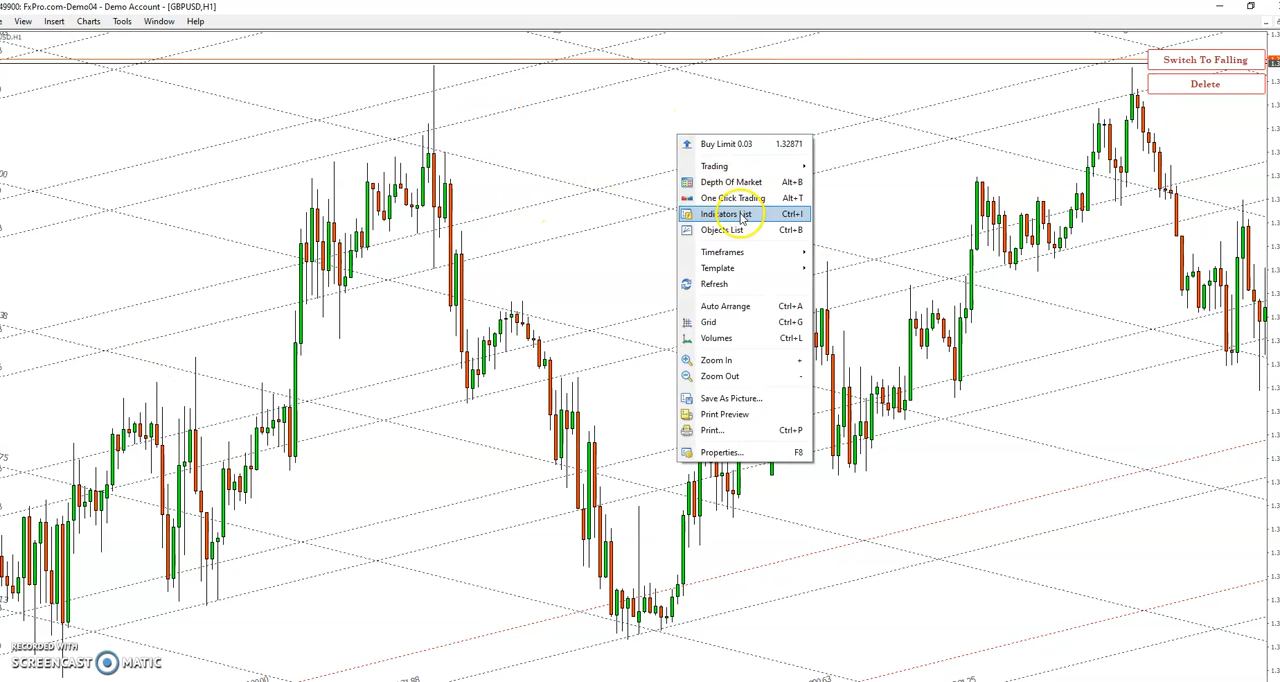 49900: FxPro.com-Demo04 - Demo Account - [GBPUSD,H1]
View Insert Charts Tools Window Help
Switch To Falling
Delete
Buy Limit 0.03 1.32871
Trading
Depth Of Market Alt+B
One Click Trading Alt+T
Indicators List Ctrl+I
Objects List Ctrl+B
Timeframes
Template
Refresh
Auto Arrange Ctrl+A
Grid Ctrl+G
Volumes Ctrl+L
Zoom In +
Zoom Out -
Save As Picture...
Print Preview
Print... Ctrl+P
Properties... F8
RECORDED WITH
SCREENCAST MATIC